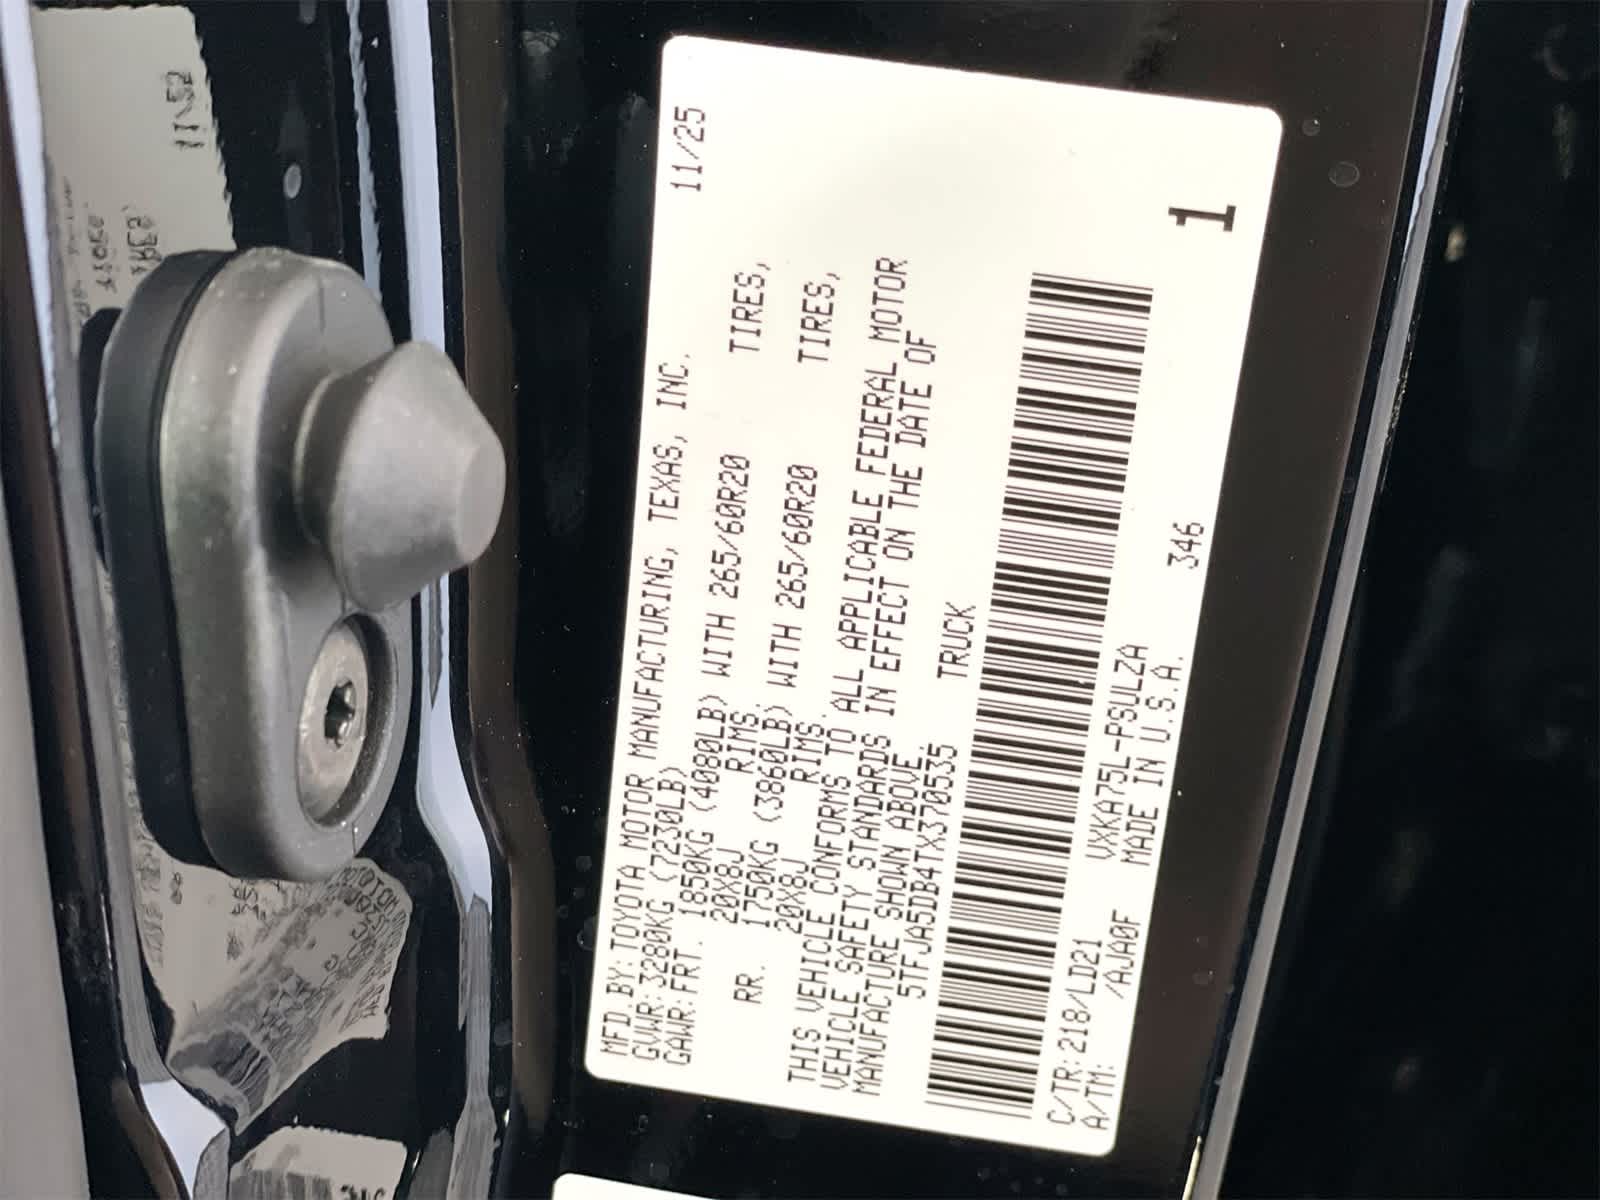 MFD.BY:TOYOTA MOTOR MANUFACTURING, TEXAS, INC. 11/25
GVWR:3280KG (7230LB)
GAWR:FRT. 1850KG (4080LB) WITH 265/60R20 TIRES,
20X8J RIMS.
RR. 1750KG (3860LB) WITH 265/60R20 TIRES,
20X8J RIMS.
THIS VEHICLE CONFORMS TO ALL APPLICABLE FEDERAL MOTOR
VEHICLE SAFETY STANDARDS IN EFFECT ON THE DATE OF
MANUFACTURE SHOWN ABOVE.
5TFJA5DB4TX370535 TRUCK
C/TR:218/LD21 VXKA75L-PSULZA
A/TM: /AJA0F MADE IN U.S.A. 346
1